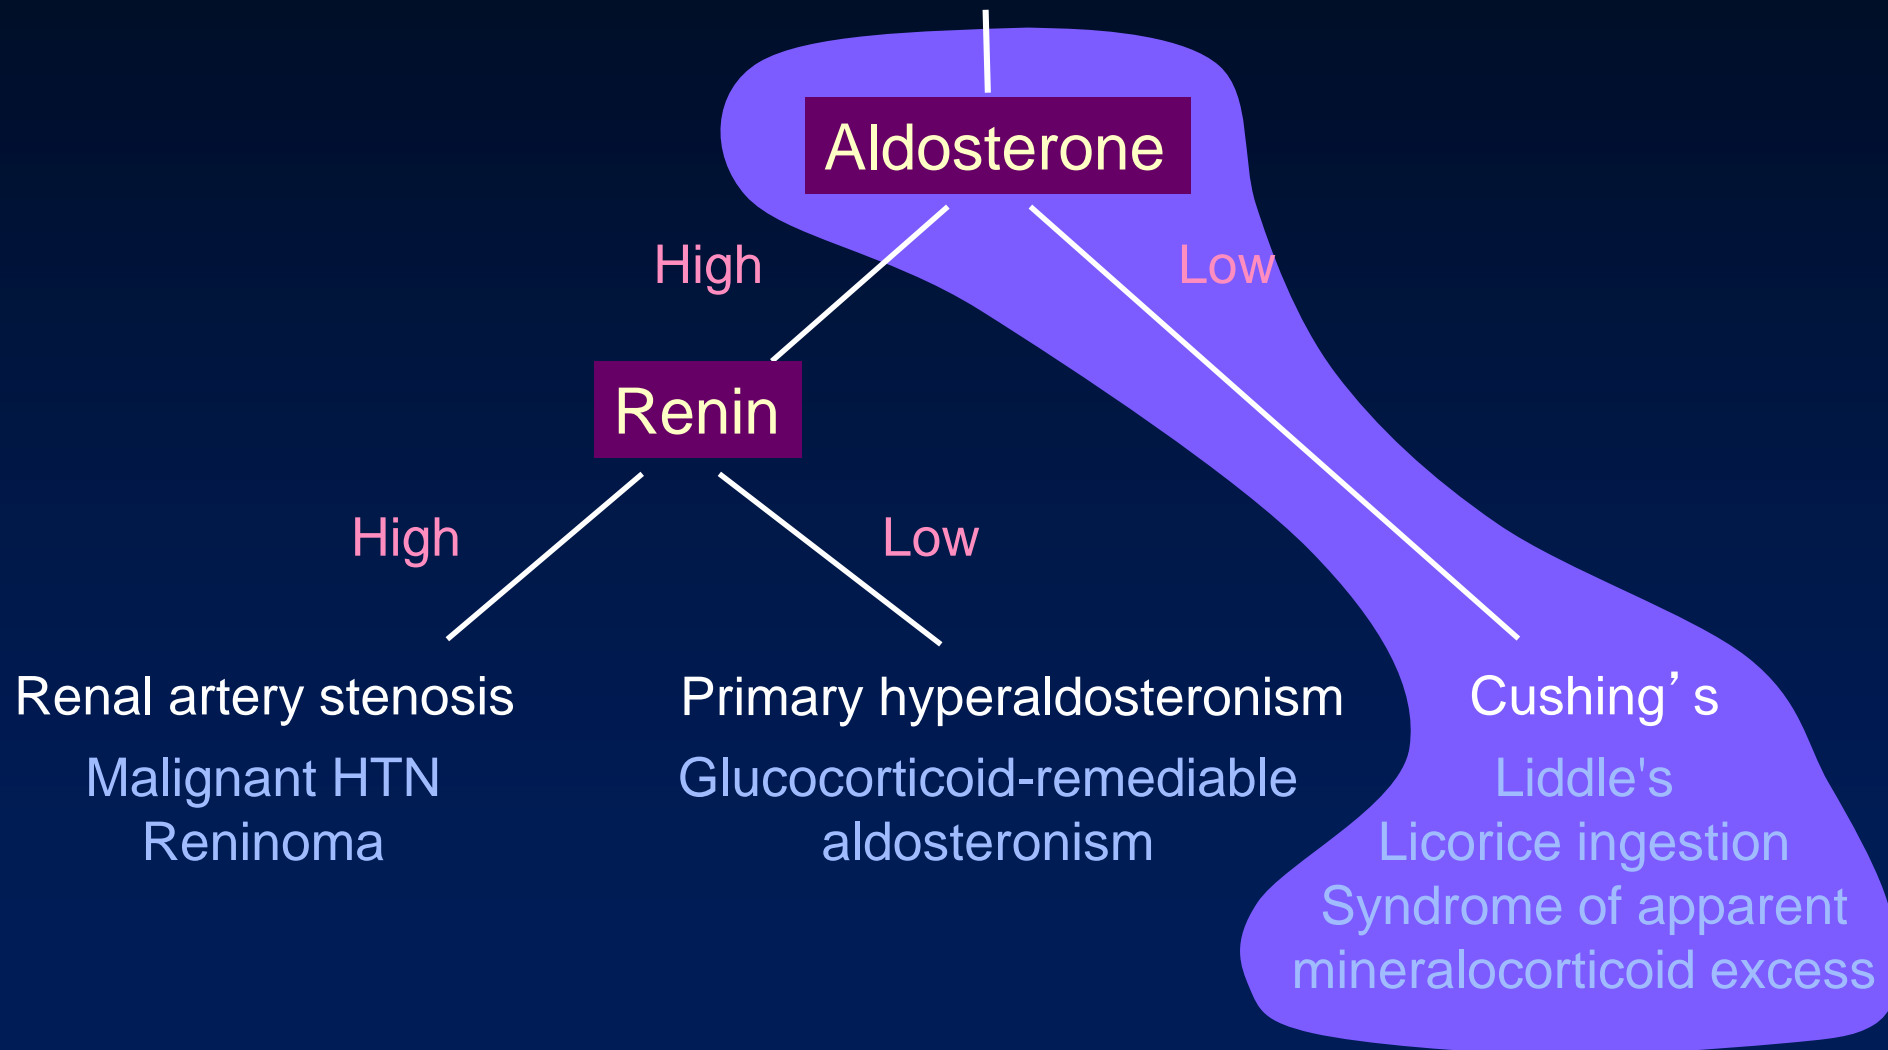 Aldosterone
High
Low
Renin
High
Low
Renal artery stenosis
Malignant HTN
Reninoma
Primary hyperaldosteronism
Glucocorticoid-remediable
aldosteronism
Cushing’s
Liddle's
Licorice ingestion
Syndrome of apparent
mineralocorticoid excess